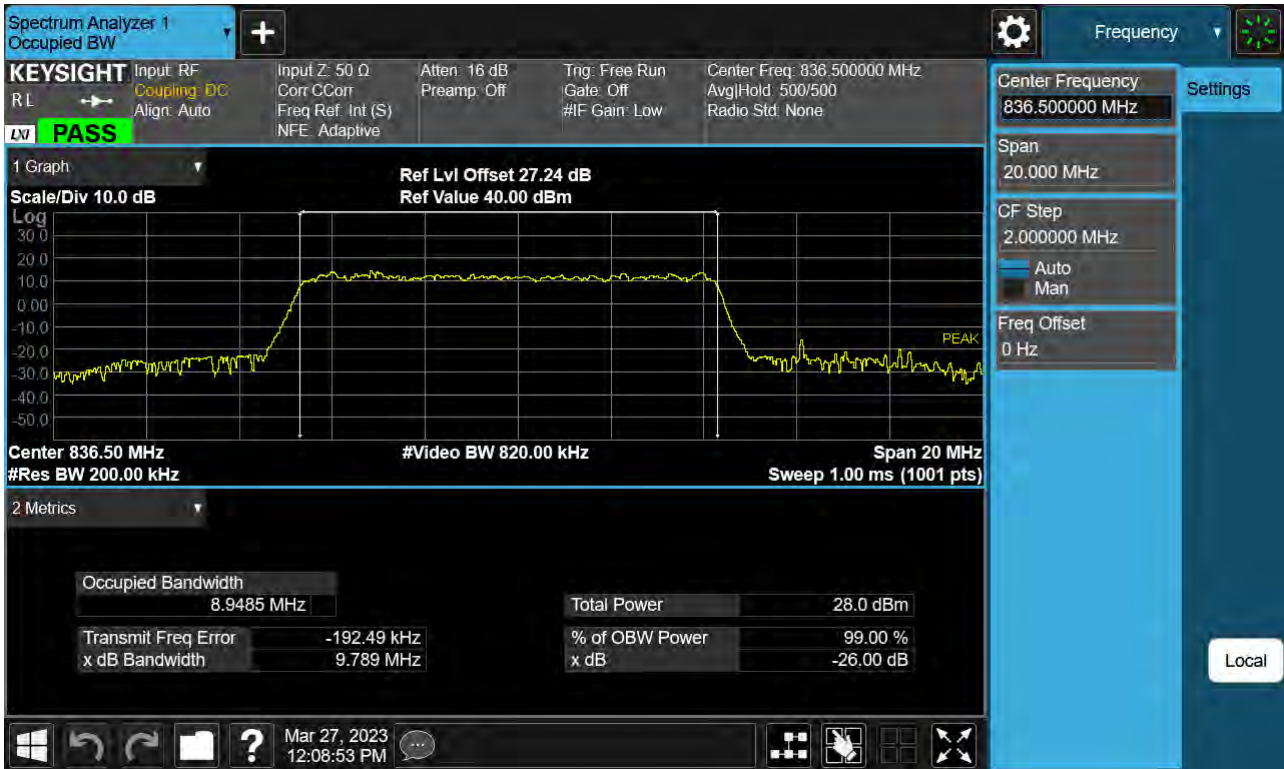 Spectrum Analyzer 1
Occupied BW
+
Frequency
KEYSIGHT
R L
LXI PASS
Input: RF
Coupling: DC
Align: Auto
Input Z: 50 Ω
Corr CCorr
Freq Ref: Int (S)
NFE: Adaptive
Atten: 16 dB
Preamp: Off
Trig: Free Run
Gate: Off
#IF Gain: Low
Center Freq: 836.500000 MHz
Avg|Hold: 500/500
Radio Std: None
1 Graph
Scale/Div 10.0 dB
Ref Lvl Offset 27.24 dB
Ref Value 40.00 dBm
Log
30.0
20.0
10.0
0.00
-10.0
-20.0
-30.0
-40.0
-50.0
PEAK
Center 836.50 MHz
#Video BW 820.00 kHz
Span 20 MHz
#Res BW 200.00 kHz
Sweep 1.00 ms (1001 pts)
2 Metrics
Occupied Bandwidth
8.9485 MHz
Total Power 28.0 dBm
Transmit Freq Error -192.49 kHz
% of OBW Power 99.00 %
x dB Bandwidth 9.789 MHz
x dB -26.00 dB
Center Frequency
836.500000 MHz
Settings
Span
20.000 MHz
CF Step
2.000000 MHz
Auto
Man
Freq Offset
0 Hz
Local
?
Mar 27, 2023
12:08:53 PM